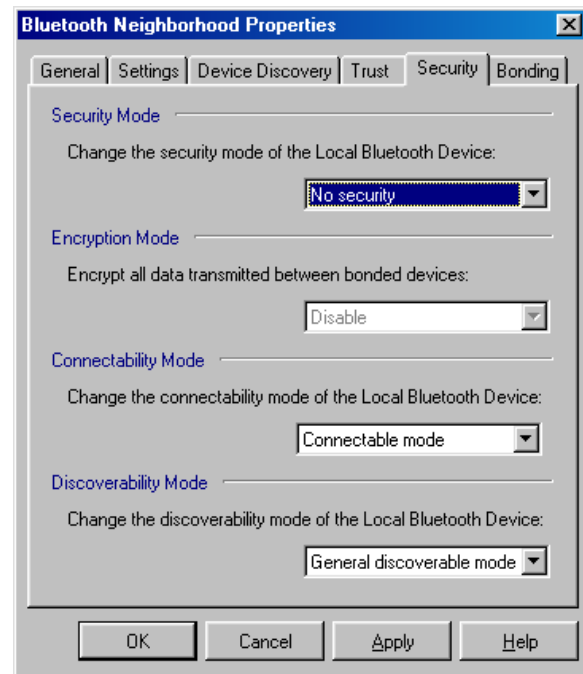 Bluetooth Neighborhood Properties
General Settings Device Discovery Trust Security Bonding
Security Mode
Change the security mode of the Local Bluetooth Device:
No security
Encryption Mode
Encrypt all data transmitted between bonded devices:
Disable
Connectability Mode
Change the connectability mode of the Local Bluetooth Device:
Connectable mode
Discoverability Mode
Change the discoverability mode of the Local Bluetooth Device:
General discoverable mode
OK Cancel Apply Help